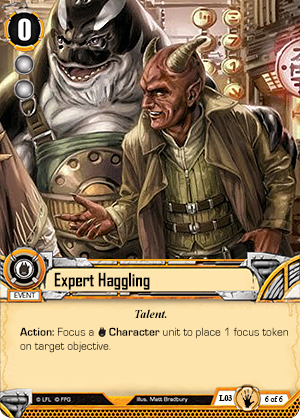 0
Expert Haggling
EVENT
Talent.
Action: Focus a Character unit to place 1 focus token
on target objective.
© LFL © FFG
Illus. Matt Bradbury
L03
6 of 6